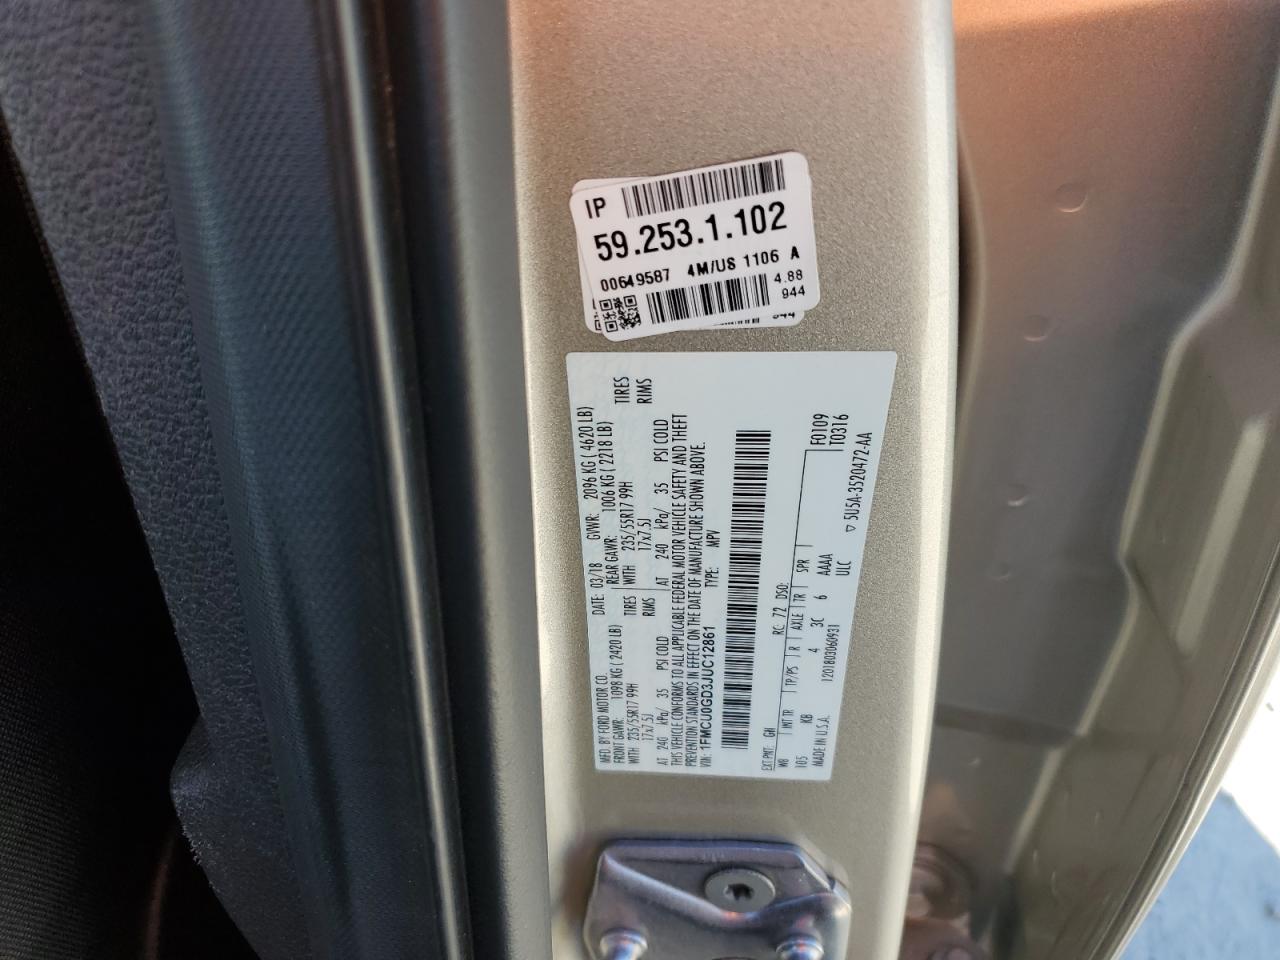 IP
59.253.1.102
00649587 4M/US 1106 A
4.88
944
944
MFD. BY FORD MOTOR CO.
DATE: 03/18 GVWR: 2096 KG ( 4620 LB)
FRONT GAWR: 1098 KG ( 2420 LB) REAR GAWR: 1006 KG ( 2218 LB)
WITH 235/55R17 99H TIRES WITH 235/55R17 99H TIRES
17x7.5J RIMS 17x7.5J RIMS
AT 240 kPa/ 35 PSI COLD AT 240 kPa/ 35 PSI COLD
THIS VEHICLE CONFORMS TO ALL APPLICABLE FEDERAL MOTOR VEHICLE SAFETY AND THEFT
PREVENTION STANDARDS IN EFFECT ON THE DATE OF MANUFACTURE SHOWN ABOVE.
VIN: 1FMCU0GD3JUC12861 TYPE: MPV
EXT PNT: GN RC: 72 DSO: F0109
WB INT TR TP/PS R AXLE TR SPR T0316
105 KB 4 3C 6 AAAA
ULC
MADE IN U.S.A. 1201803060931 5U5A-3520472-AA